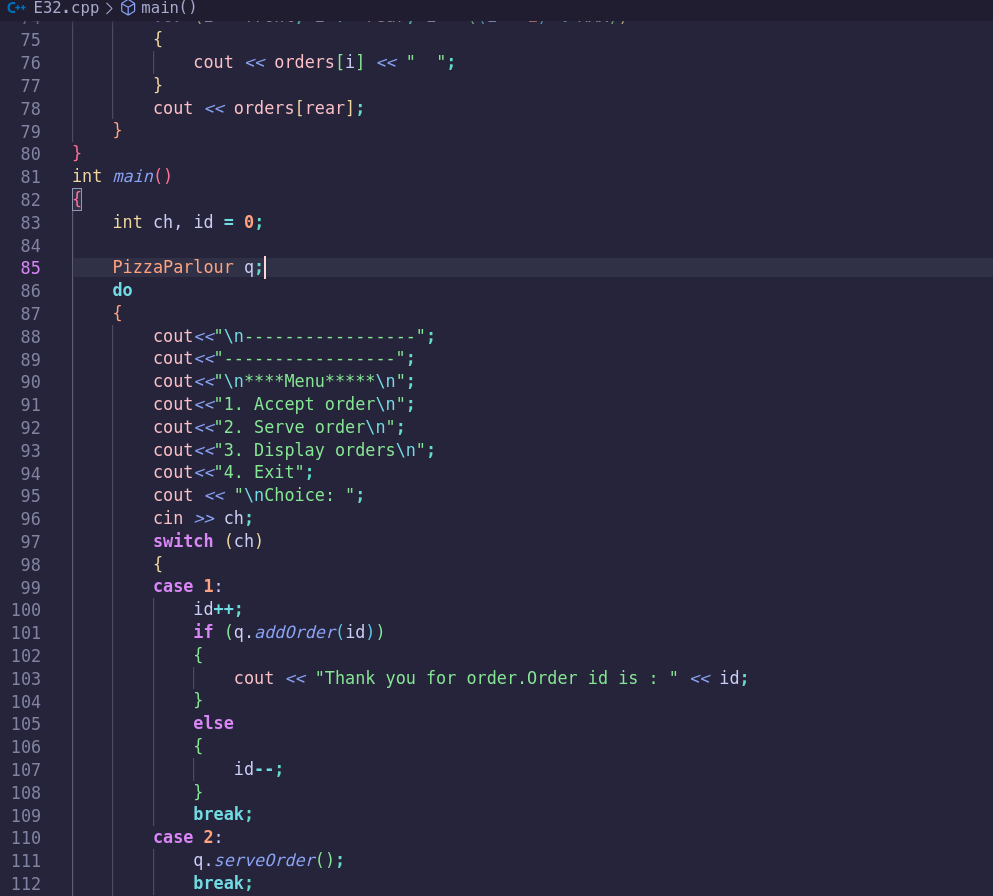 C++ E32.cpp > main()
75 {
76 cout << orders[i] << "  ";
77 }
78 cout << orders[rear];
79 }
80 }
81 int main()
82 {
83 int ch, id = 0;
84
85 PizzaParlour q;
86 do
87 {
88 cout<<"\n-----------------";
89 cout<<"-----------------";
90 cout<<"\n****Menu*****\n";
91 cout<<"1. Accept order\n";
92 cout<<"2. Serve order\n";
93 cout<<"3. Display orders\n";
94 cout<<"4. Exit";
95 cout << "\nChoice: ";
96 cin >> ch;
97 switch (ch)
98 {
99 case 1:
100 id++;
101 if (q.addOrder(id))
102 {
103 cout << "Thank you for order.Order id is : " << id;
104 }
105 else
106 {
107 id--;
108 }
109 break;
110 case 2:
111 q.serveOrder();
112 break;